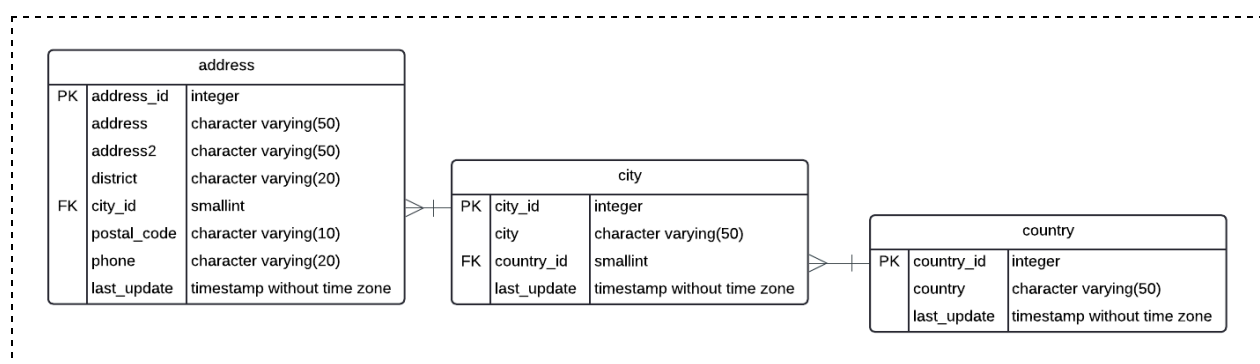 address
PK address_id integer
address character varying(50)
address2 character varying(50)
district character varying(20)
FK city_id smallint
postal_code character varying(10)
phone character varying(20)
last_update timestamp without time zone
city
PK city_id integer
city character varying(50)
FK country_id smallint
last_update timestamp without time zone
country
PK country_id integer
country character varying(50)
last_update timestamp without time zone